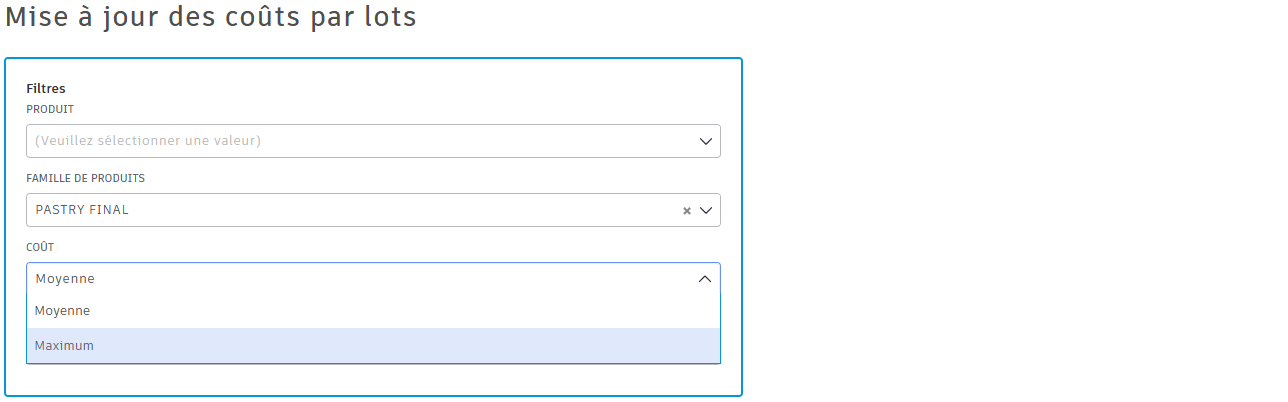 Mise à jour des coûts par lots
Filtres
PRODUIT
(Veuillez sélectionner une valeur)
FAMILLE DE PRODUITS
PASTRY FINAL
COÛT
Moyenne
Moyenne
Maximum